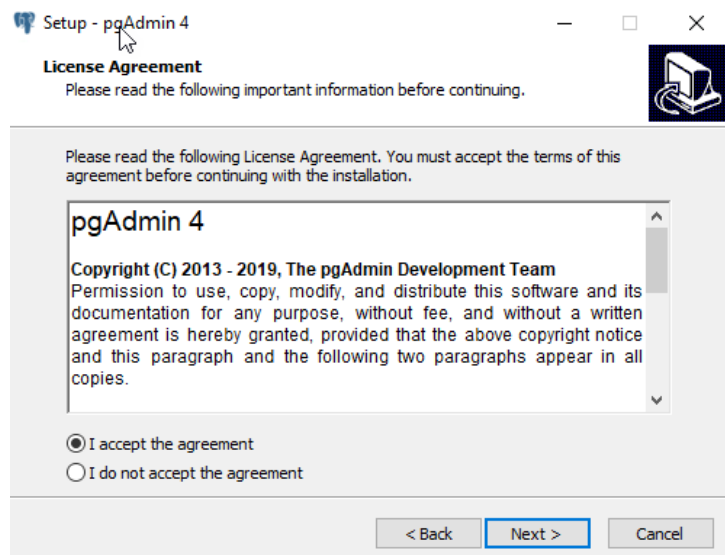 Setup - pgAdmin 4
License Agreement
Please read the following important information before continuing.
Please read the following License Agreement. You must accept the terms of this
agreement before continuing with the installation.
pgAdmin 4
Copyright (C) 2013 - 2019, The pgAdmin Development Team
Permission to use, copy, modify, and distribute this software and its
documentation for any purpose, without fee, and without a written
agreement is hereby granted, provided that the above copyright notice
and this paragraph and the following two paragraphs appear in all
copies.
I accept the agreement
I do not accept the agreement
< Back Next > Cancel